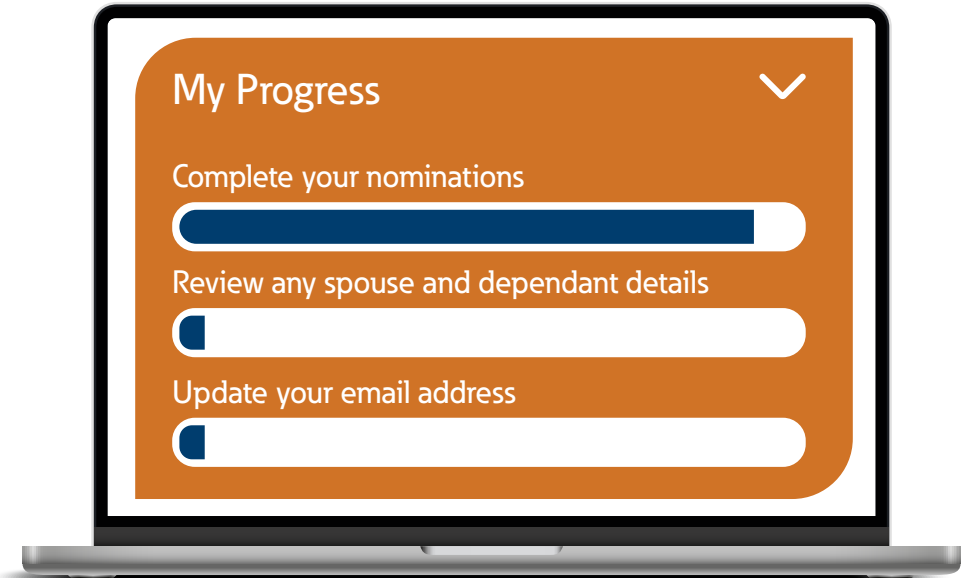 My Progress
Complete your nominations
Review any spouse and dependant details
Update your email address